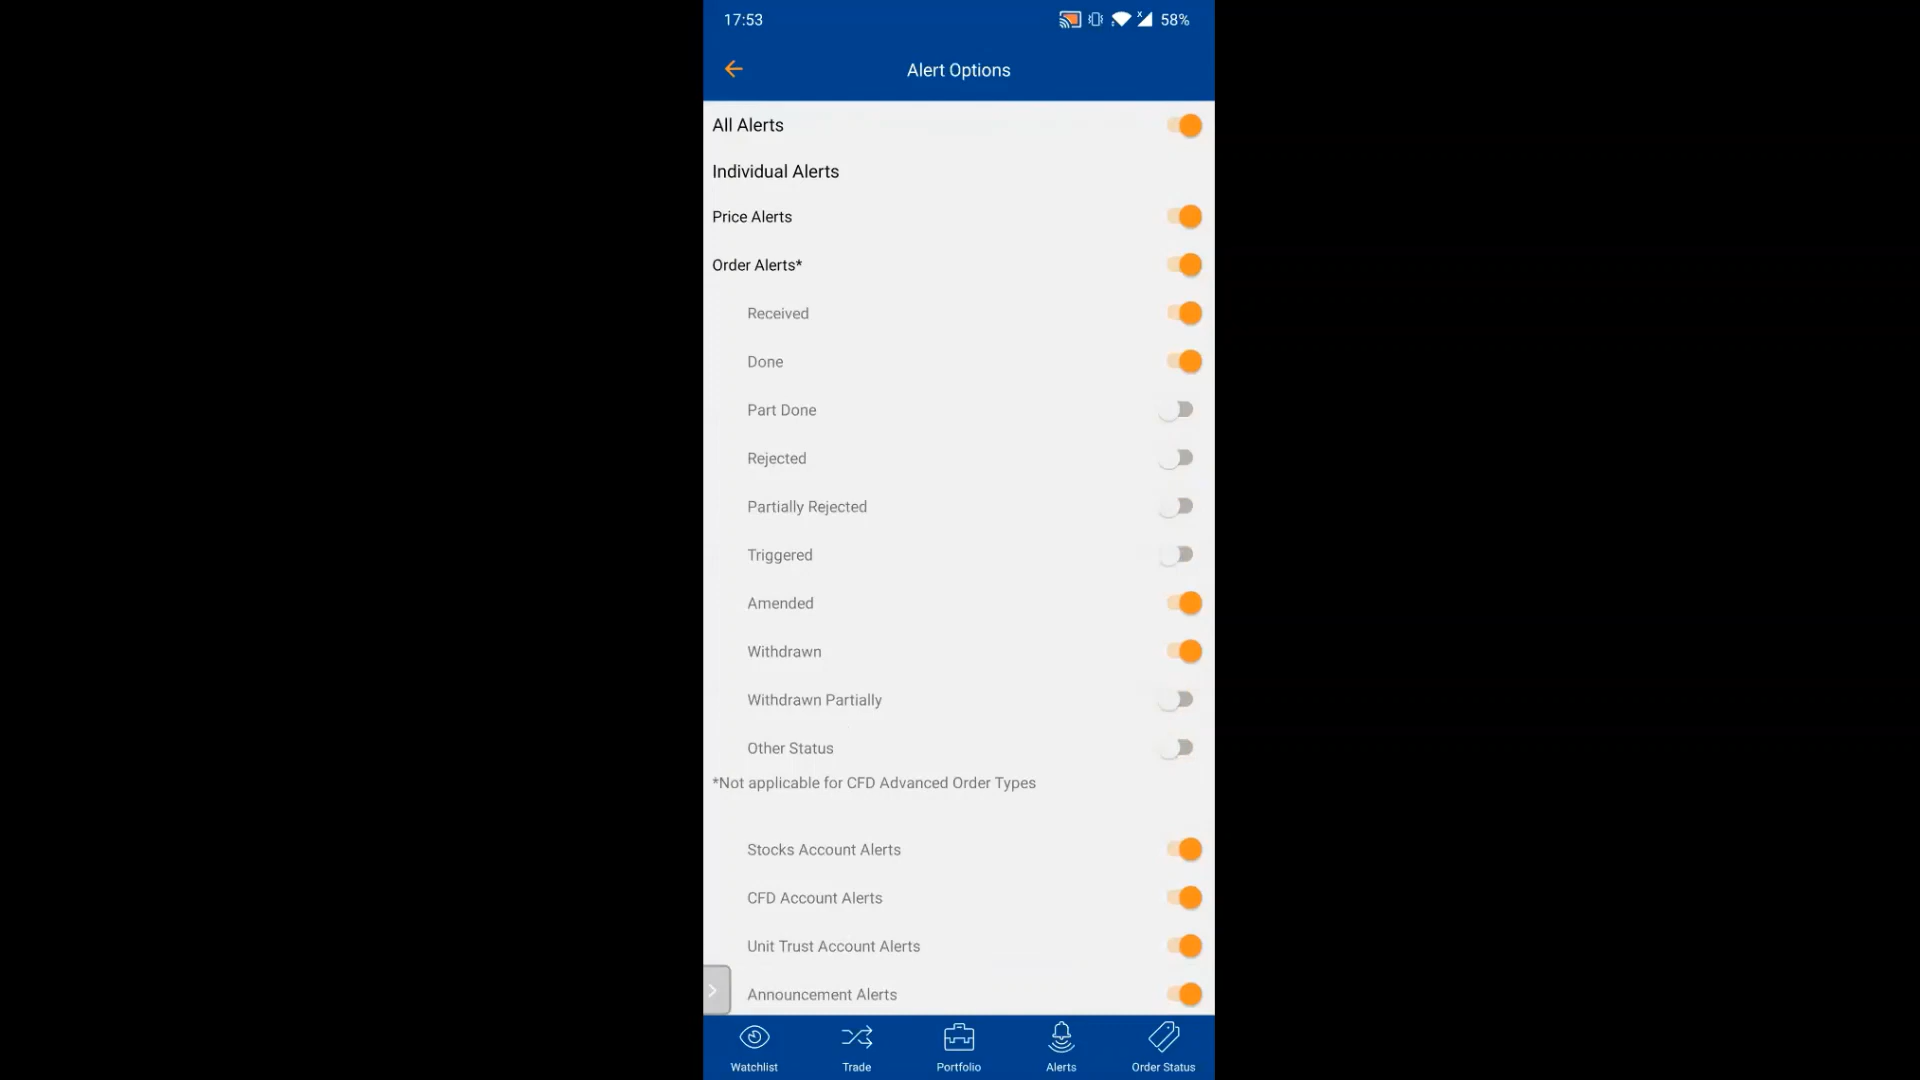 17:53
58%
Alert Options
All Alerts
Individual Alerts
Price Alerts
Order Alerts*
Received
Done
Part Done
Rejected
Partially Rejected
Triggered
Amended
Withdrawn
Withdrawn Partially
Other Status
*Not applicable for CFD Advanced Order Types
Stocks Account Alerts
CFD Account Alerts
Unit Trust Account Alerts
Announcement Alerts
Watchlist Trade Portfolio Alerts Order Status